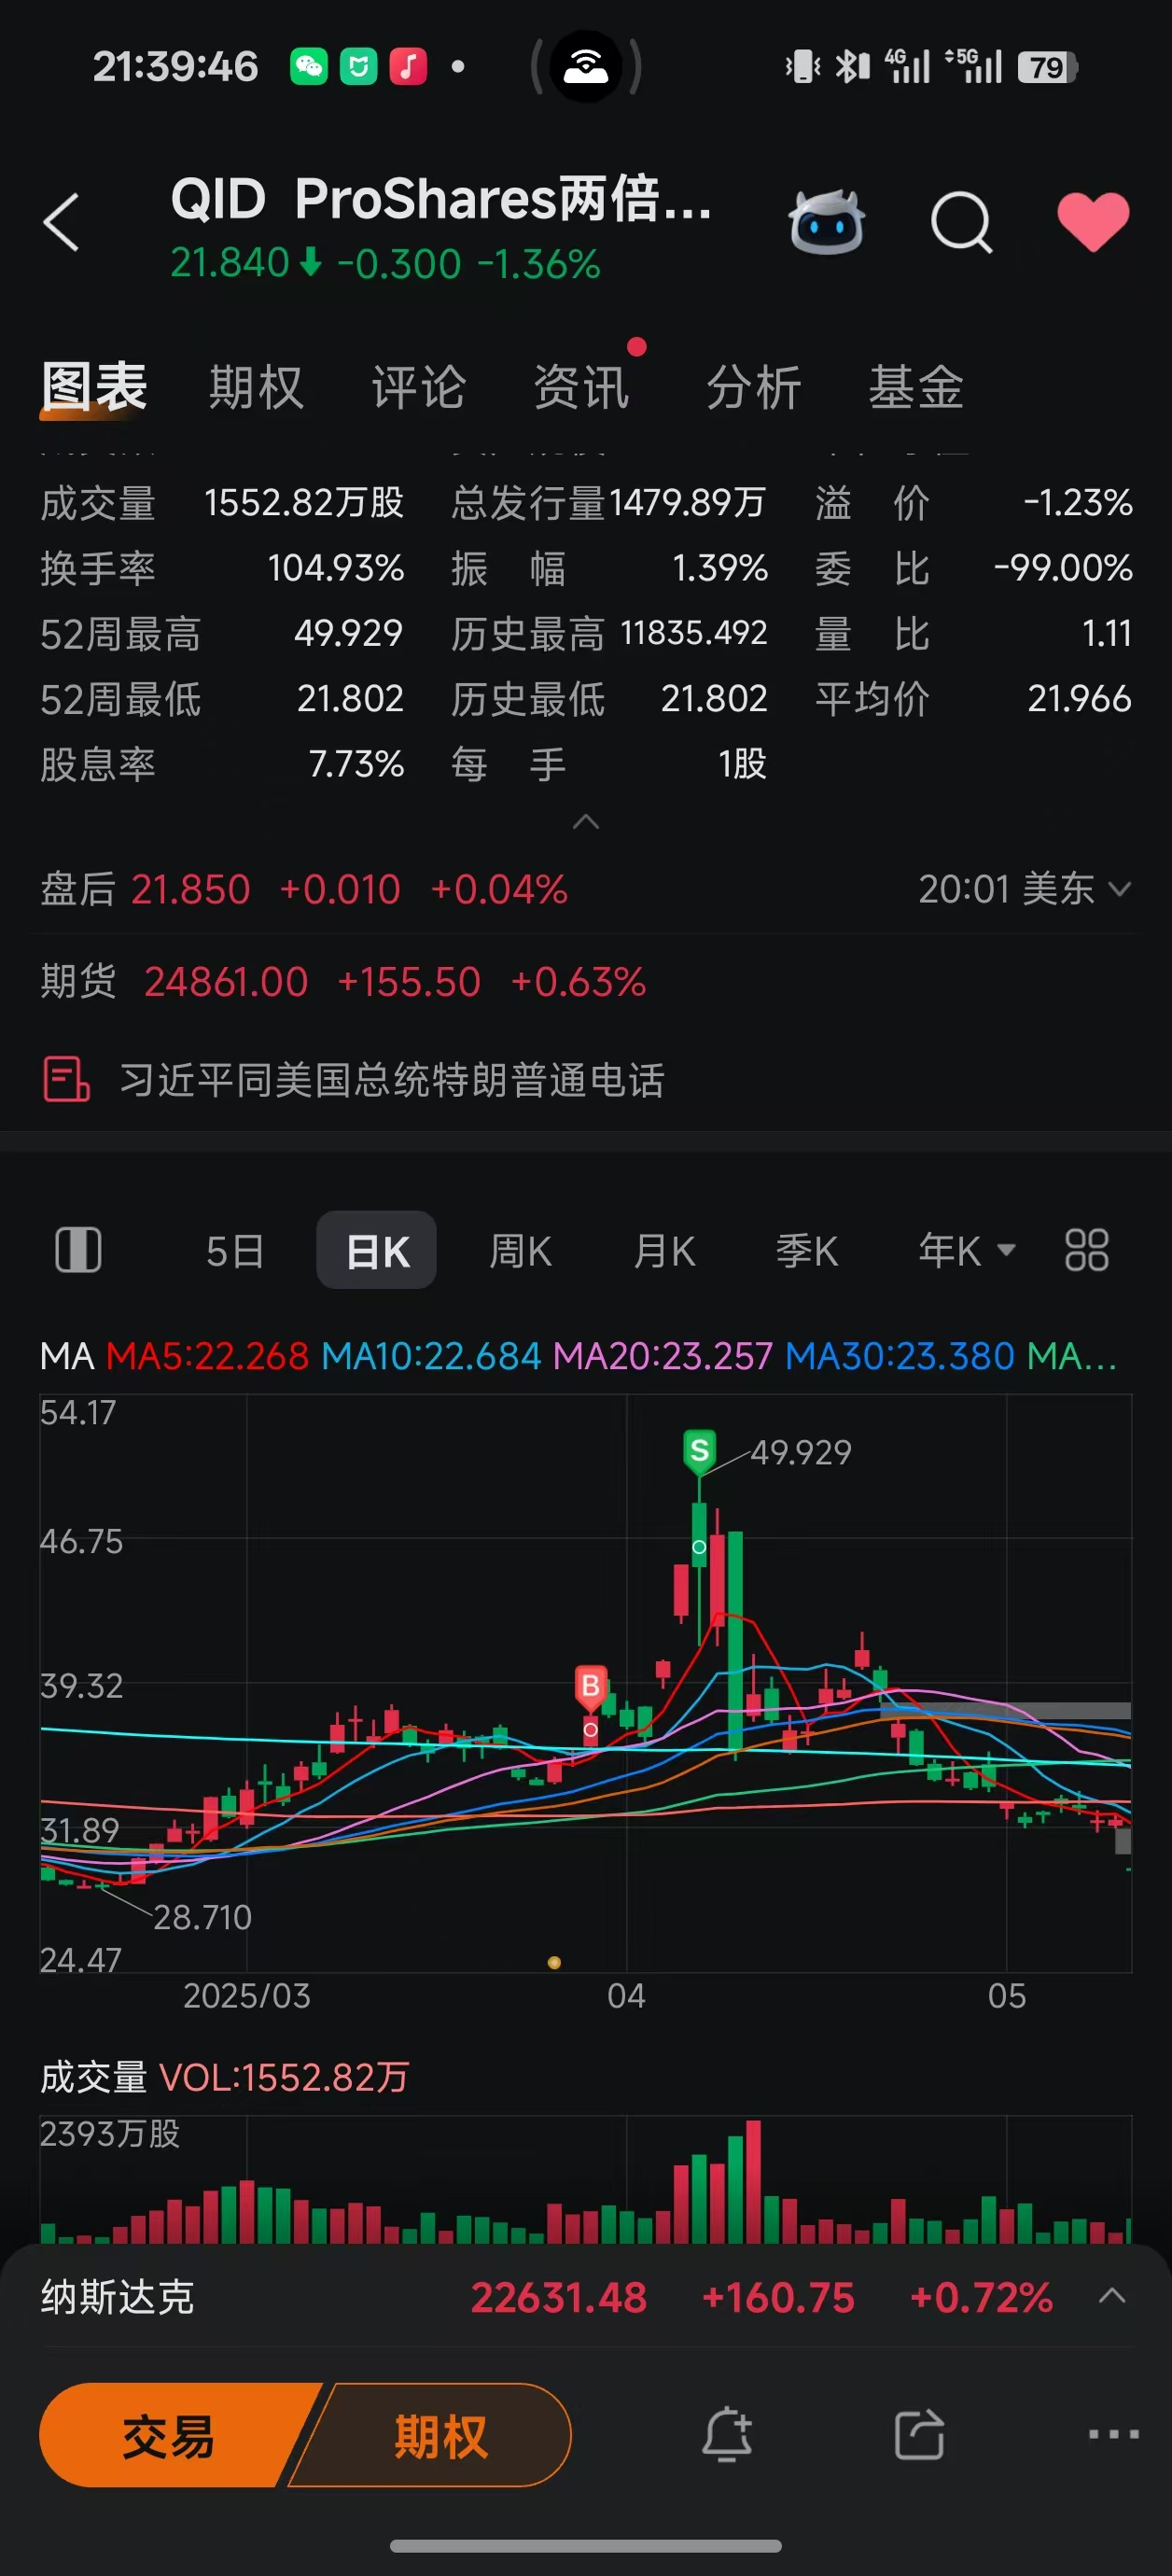 21:39:46 4G 5G 79
QID ProShares两倍...
21.840 -0.300 -1.36%
图表 期权 评论 资讯 分析 基金
成交量 1552.82万股 总发行量 1479.89万 溢价 -1.23%
换手率 104.93% 振幅 1.39% 委比 -99.00%
52周最高 49.929 历史最高 11835.492 量比 1.11
52周最低 21.802 历史最低 21.802 平均价 21.966
股息率 7.73% 每手 1股
盘后 21.850 +0.010 +0.04% 20:01 美东
期货 24861.00 +155.50 +0.63%
习近平同美国总统特朗普通电话
5日 日K 周K 月K 季K 年K
MA MA5:22.268 MA10:22.684 MA20:23.257 MA30:23.380 MA...
54.17
S 49.929
46.75
B
39.32
31.89
28.710
24.47
2025/03 04 05
成交量 VOL:1552.82万
2393万股
纳斯达克 22631.48 +160.75 +0.72%
交易 期权